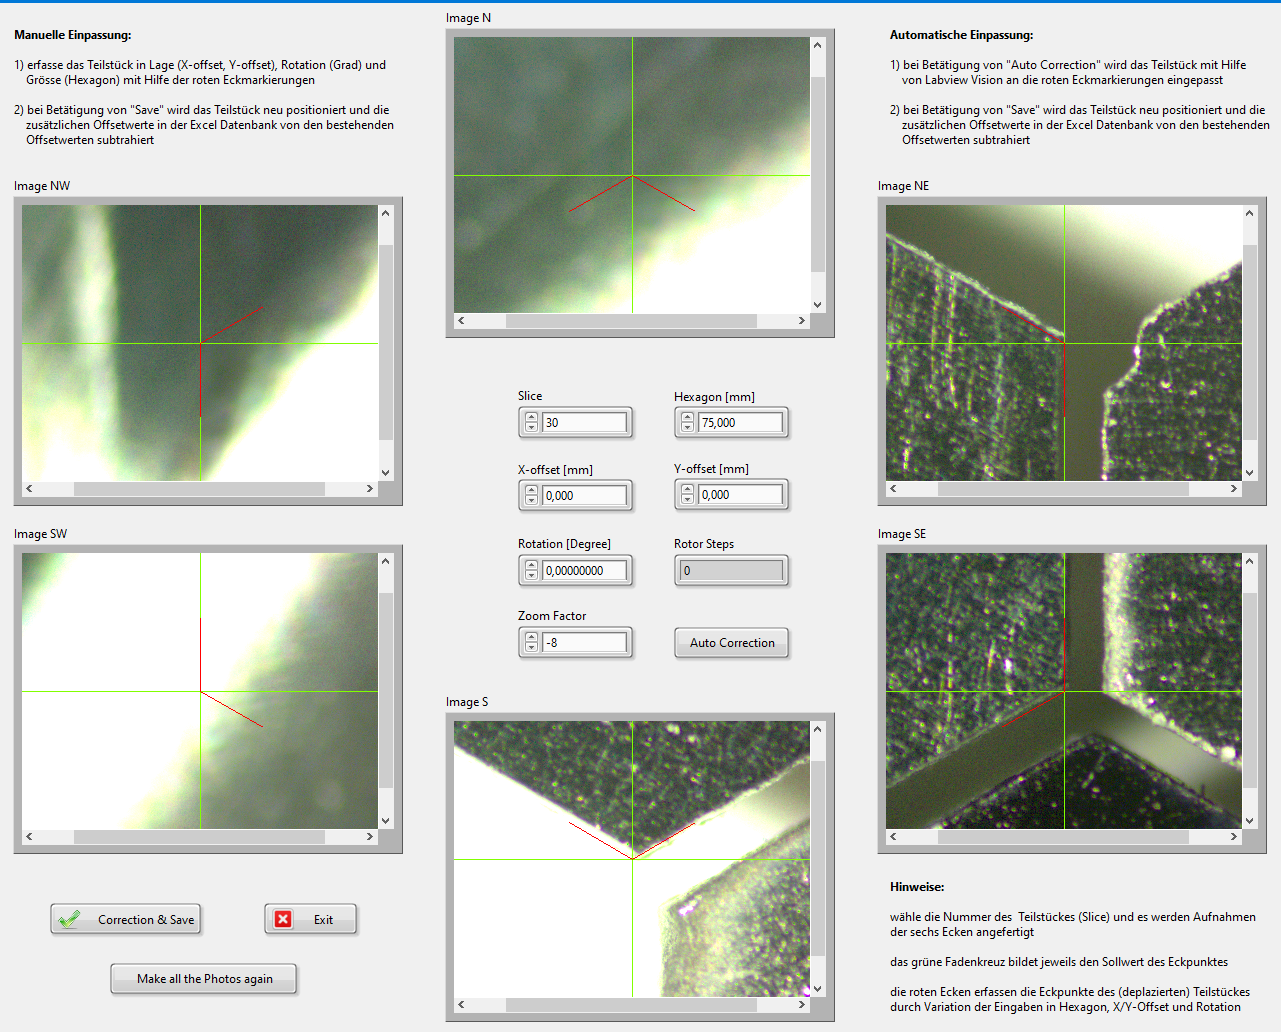 Image N
Manuelle Einpassung:
1) erfasse das Teilstück in Lage (X-offset, Y-offset), Rotation (Grad) und
Grösse (Hexagon) mit Hilfe der roten Eckmarkierungen
2) bei Betätigung von "Save" wird das Teilstück neu positioniert und die
zusätzlichen Offsetwerte in der Excel Datenbank von den bestehenden
Offsetwerten subtrahiert
Automatische Einpassung:
1) bei Betätigung von "Auto Correction" wird das Teilstück mit Hilfe
von Labview Vision an die roten Eckmarkierungen eingepasst
2) bei Betätigung von "Save" wird das Teilstück neu positioniert und die
zusätzlichen Offsetwerte in der Excel Datenbank von den bestehenden
Offsetwerten subtrahiert
Image NW
Image NE
Slice
30
Hexagon [mm]
75,000
X-offset [mm]
0,000
Y-offset [mm]
0,000
Rotation [Degree]
0,00000000
Rotor Steps
0
Zoom Factor
-8
Auto Correction
Image SW
Image SE
Image S
Correction & Save
Exit
Make all the Photos again
Hinweise:
wähle die Nummer des Teilstückes (Slice) und es werden Aufnahmen
der sechs Ecken angefertigt
das grüne Fadenkreuz bildet jeweils den Sollwert des Eckpunktes
die roten Ecken erfassen die Eckpunkte des (deplazierten) Teilstückes
durch Variation der Eingaben in Hexagon, X/Y-Offset und Rotation